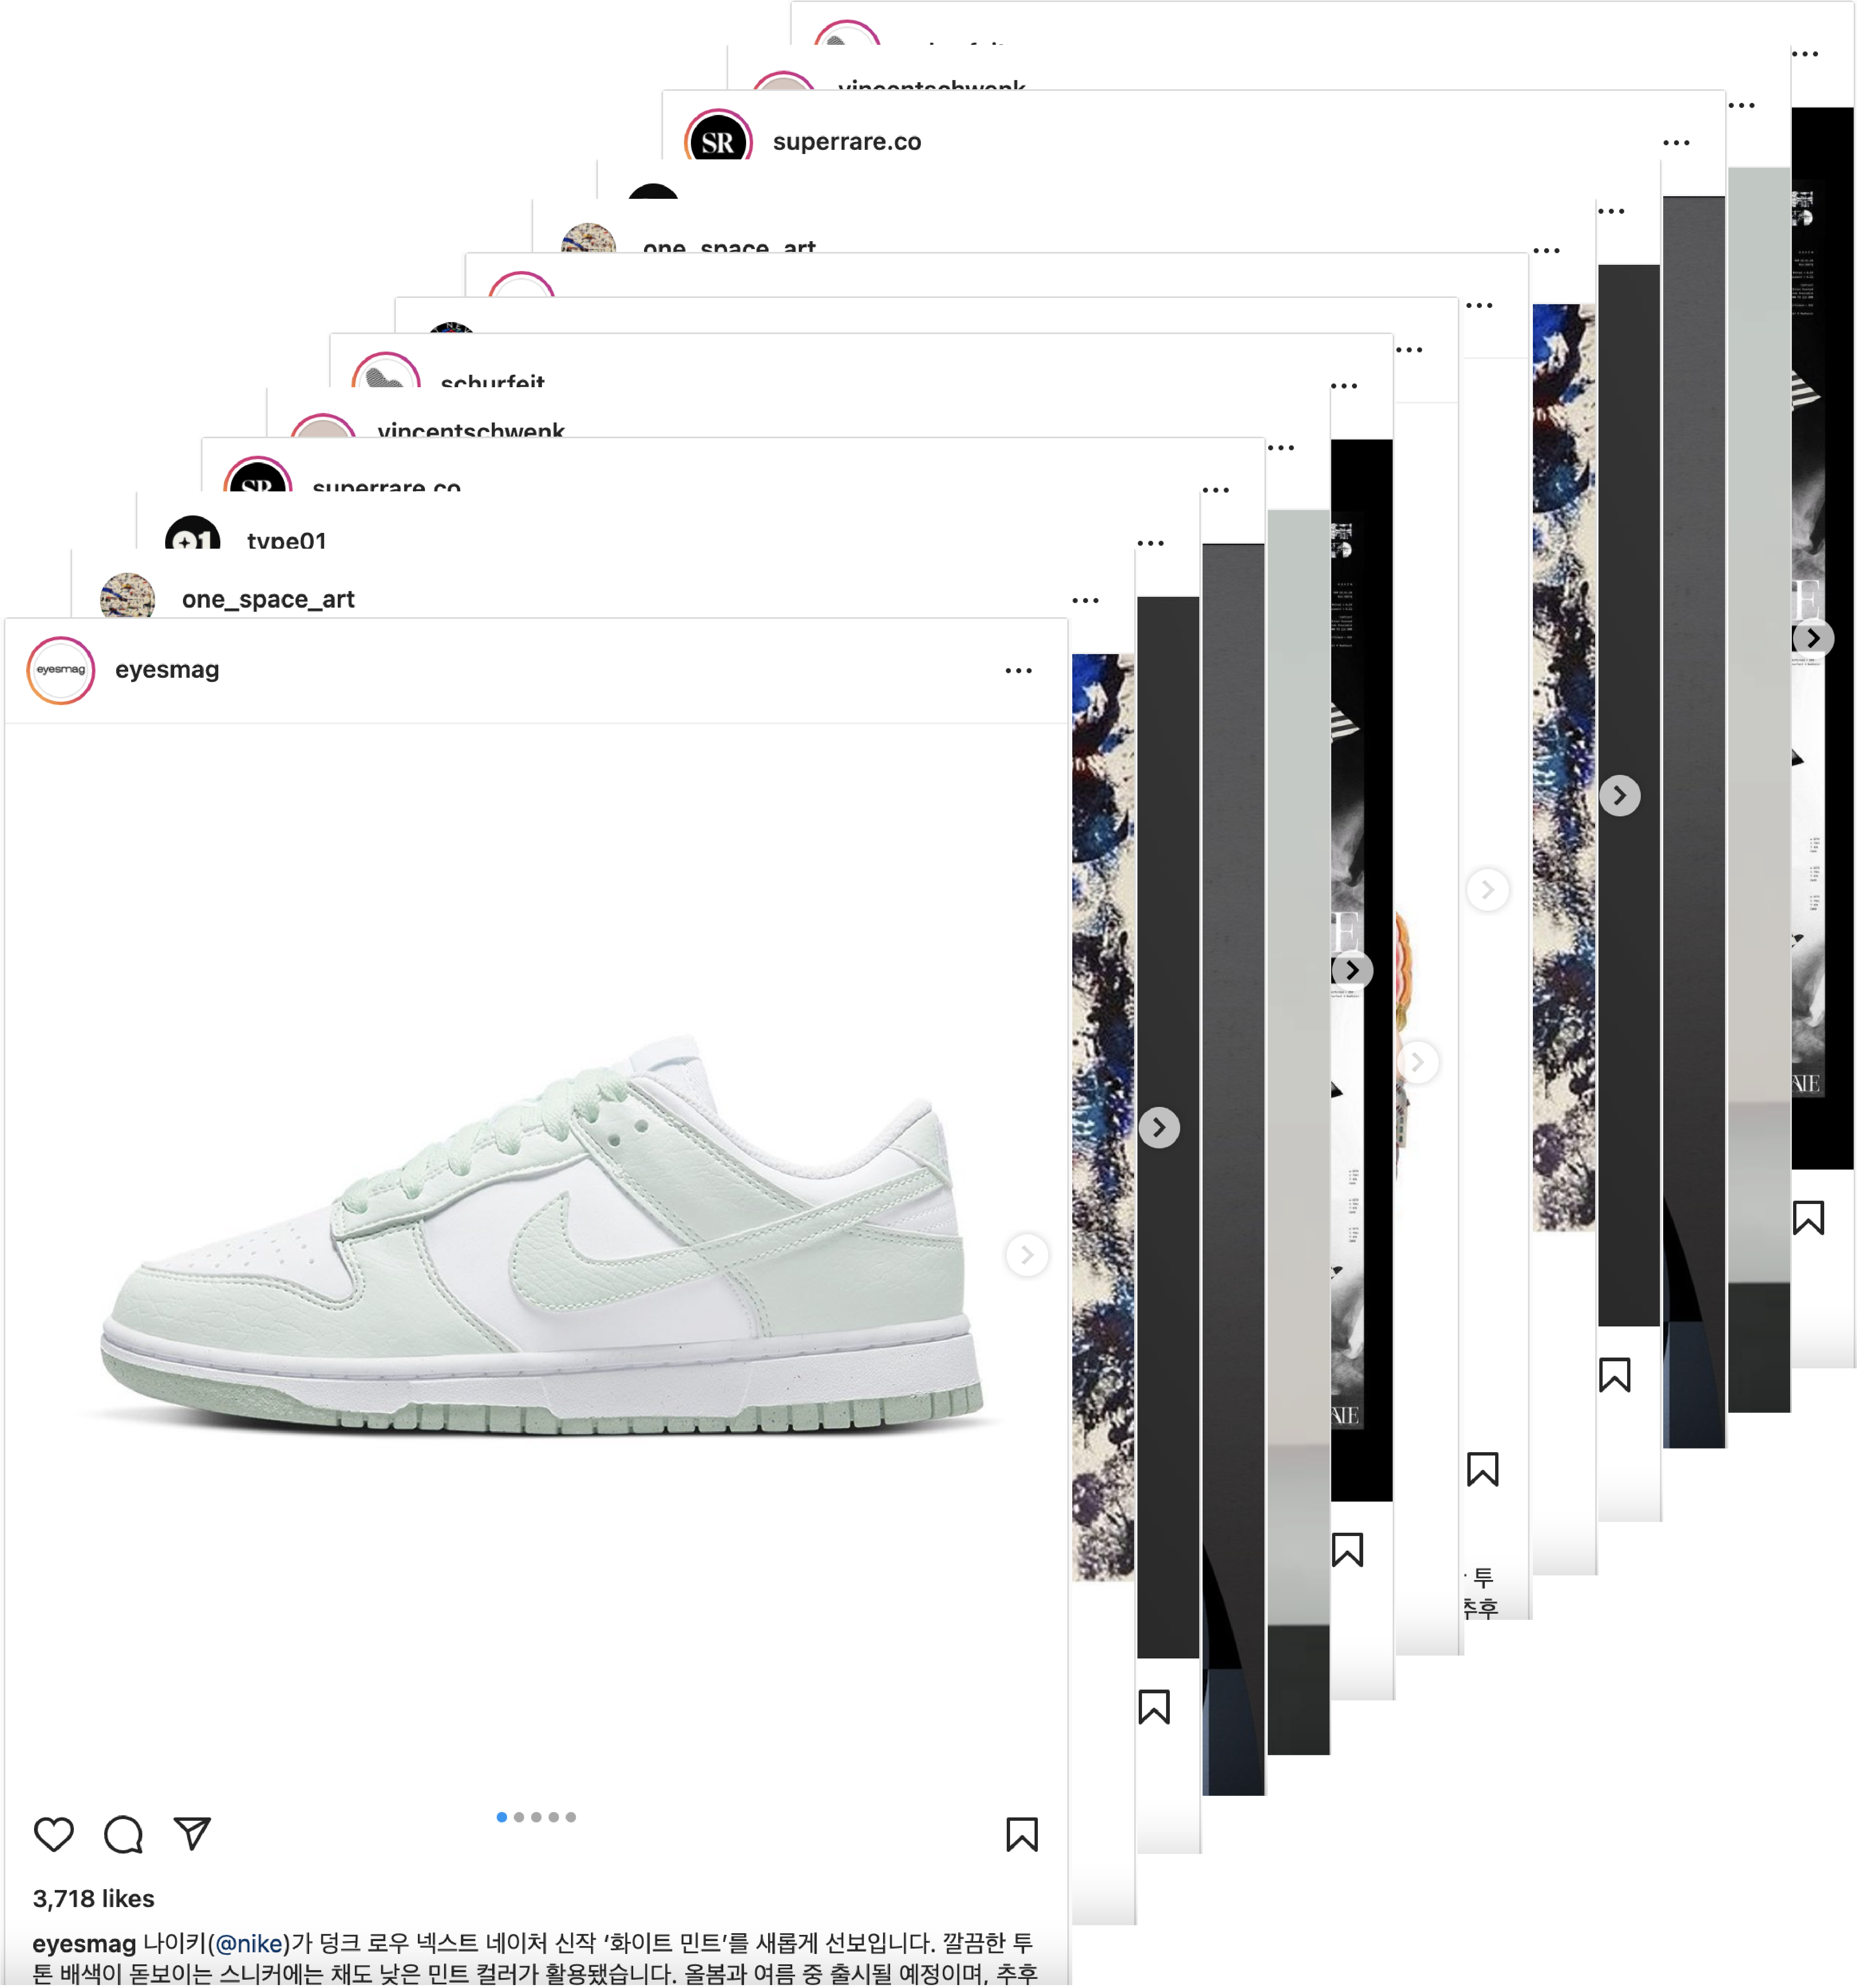 vincentschwenk
SR superrare.co
one_space_art
schurfeit
vincentschwenk
SR superrare.co
type01
one_space_art
eyesmag eyesmag
E
E
투
추후
3,718 likes
eyesmag 나이키(@nike)가 덩크 로우 넥스트 네이처 신작 ‘화이트 민트’를 새롭게 선보입니다. 깔끔한 투
톤 배색이 돋보이는 스니커에는 채도 낮은 민트 컬러가 활용됐습니다. 올봄과 여름 중 출시될 예정이며, 추후